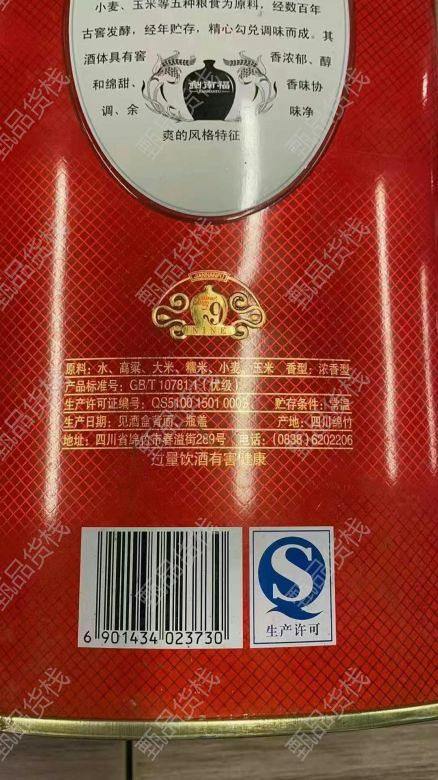 小麦、玉米等五种粮食为原料，经数百年
古窖发酵，经年贮存，精心勾兑调味而成。其
酒体具有窖 香浓郁、醇
和绵甜、 香味协
调、余 味净
爽的风格特征
剑南福
JIANNANFU
9
NINE
原料：水、高粱、大米、糯米、小麦、玉米 香型：浓香型
产品标准号：GB/T 10781.1（优级）
生产许可证编号：QS5100 1501 0003 贮存条件：常温
生产日期：见酒盒背面、瓶盖 产地：四川绵竹
地址：四川省绵竹市春溢街289号 电话：(0838) 6202206
过量饮酒有害健康
6 901434 023730
生产许可
甄品货栈